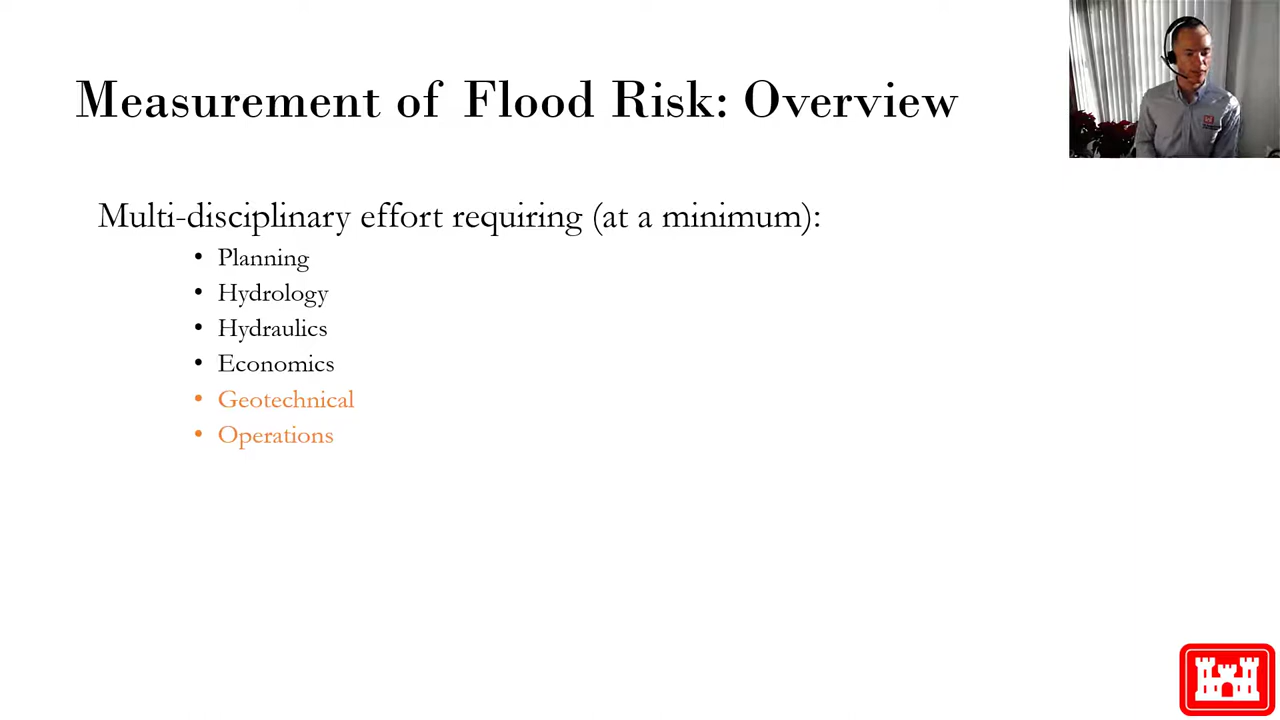 Measurement of Flood Risk: Overview
Multi-disciplinary effort requiring (at a minimum):
• Planning
• Hydrology
• Hydraulics
• Economics
• Geotechnical
• Operations